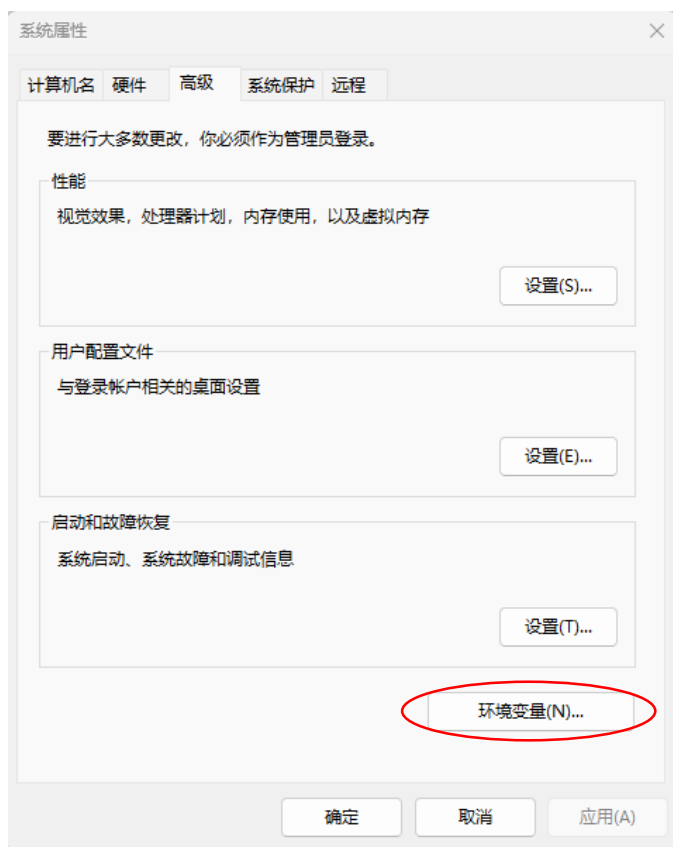 系统属性
计算机名 硬件 高级 系统保护 远程
要进行大多数更改，你必须作为管理员登录。
性能
视觉效果，处理器计划，内存使用，以及虚拟内存
设置(S)...
用户配置文件
与登录帐户相关的桌面设置
设置(E)...
启动和故障恢复
系统启动、系统故障和调试信息
设置(T)...
环境变量(N)...
确定 取消 应用(A)